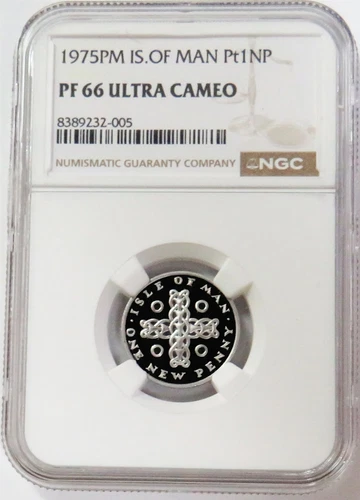 1975PM IS.OF MAN Pt1NP
PF 66 ULTRA CAMEO
8389232-005
NUMISMATIC GUARANTY COMPANY
NGC
ISLE OF MAN
ONE NEW PENNY